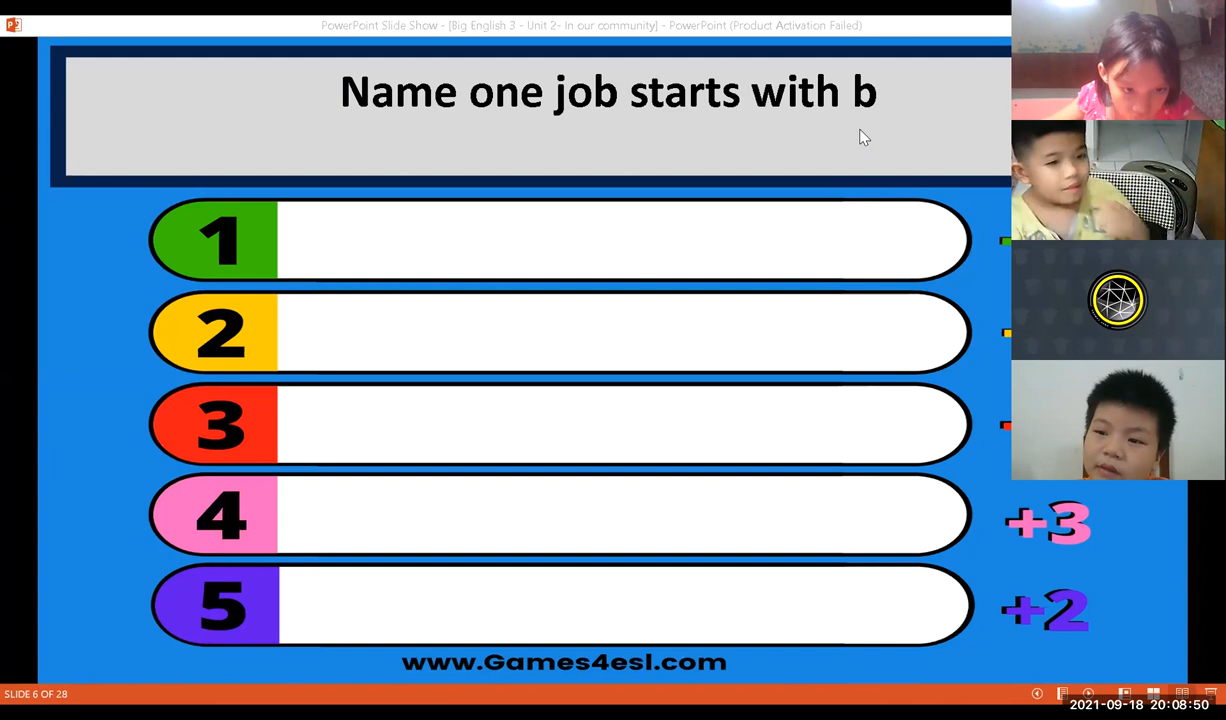 PowerPoint Slide Show - [Big English 3 - Unit 2- In our community] - PowerPoint (Product Activation Failed)
Name one job starts with b
1
2
3
4 +3
5 +2
www.Games4esl.com
SLIDE 6 OF 28
2021-09-18 20:08:50